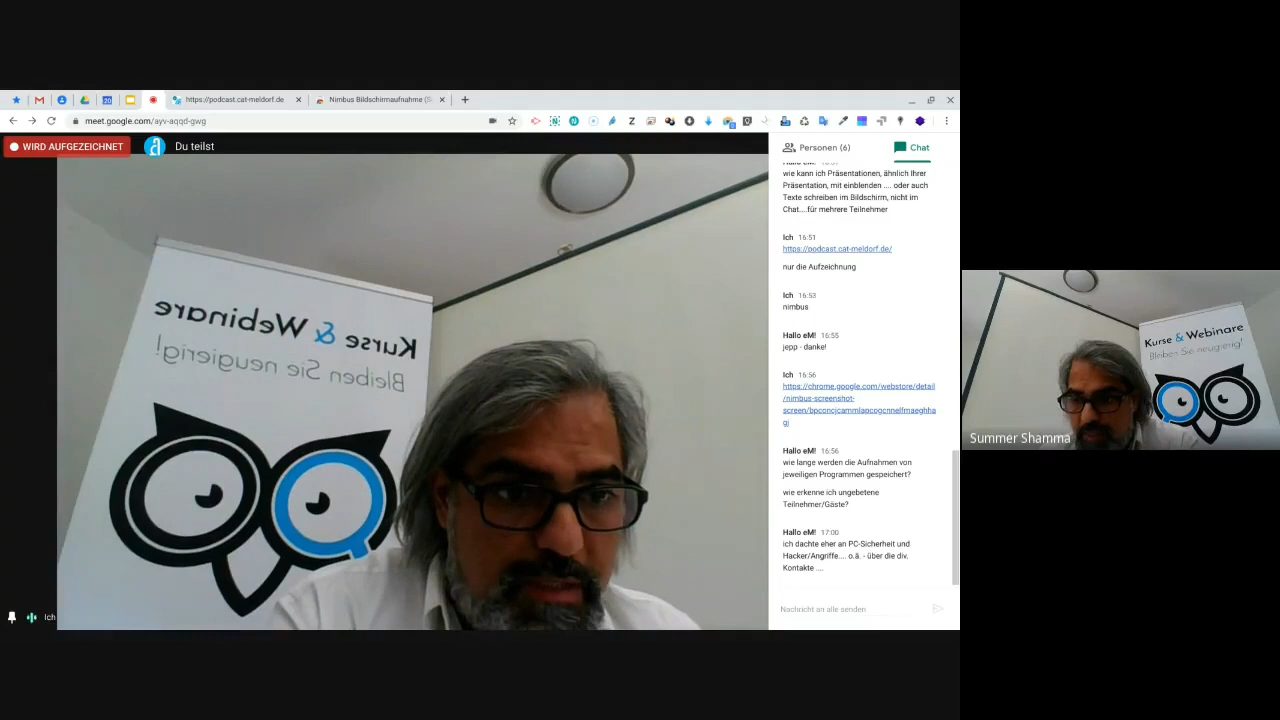 https://podcast.cat-meldorf.de
Nimbus Bildschirmaufnahme (S
meet.google.com/ayv-aqqd-gwg
WIRD AUFGEZEICHNET
Du teilst
Personen (6)
Chat
wie kann ich Präsentationen, ähnlich Ihrer
Präsentation, mit einblenden .... oder auch
Texte schreiben im Bildschirm, nicht im
Chat....für mehrere Teilnehmer
Ich 16:51
https://podcast.cat-meldorf.de/
nur die Aufzeichnung
Ich 16:53
nimbus
Hallo eM! 16:55
jepp - danke!
Ich 16:56
https://chrome.google.com/webstore/detail
/nimbus-screenshot-
screen/bpconcjcammlapcogcnnelfmaeghha
gj
Hallo eM! 16:56
wie lange werden die Aufnahmen von
jeweiligen Programmen gespeichert?
wie erkenne ich ungebetene
Teilnehmer/Gäste?
Hallo eM! 17:00
ich dachte eher an PC-Sicherheit und
Hacker/Angriffe.... o.ä. - über die div.
Kontakte ....
Nachricht an alle senden
Kurse & Webinare
Bleiben Sie neugierig!
Ich
Kurse & Webinare
Bleiben Sie neugierig!
Summer Shamma